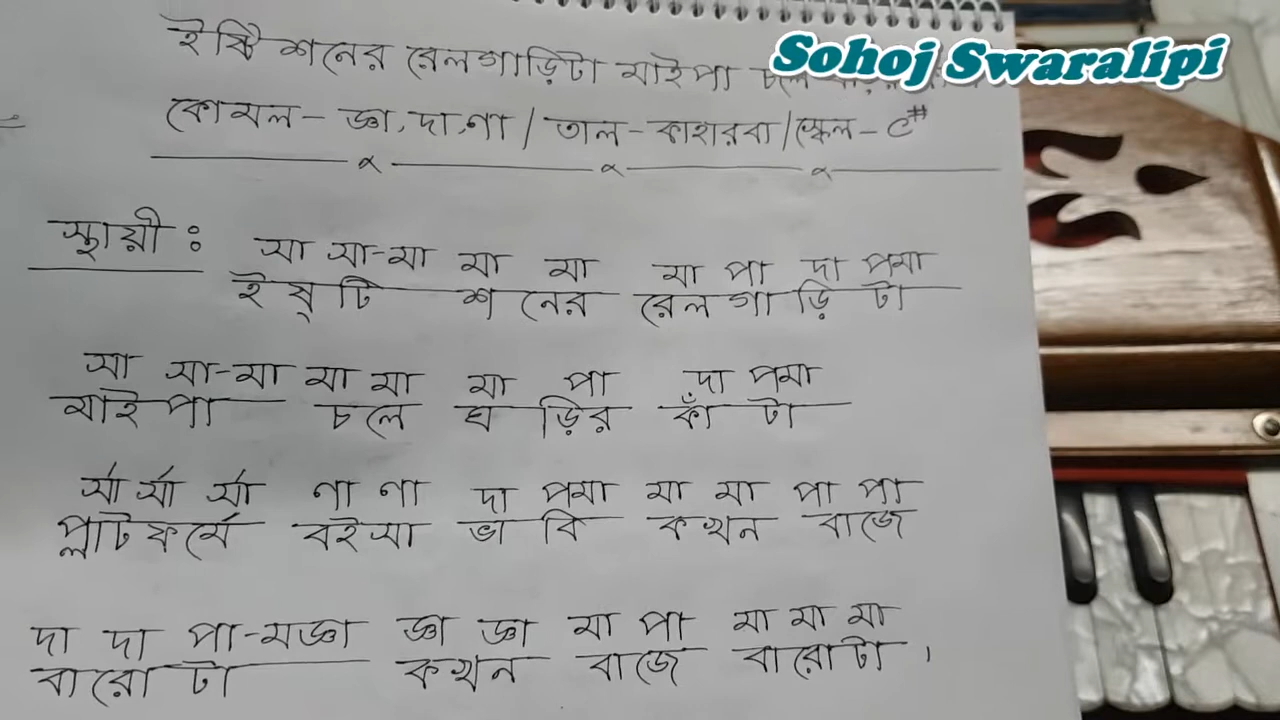 Sohoj Swaralipi
ইষ্টিশনের রেলগাড়িটা মাইপা চলে
কোমল - জ্ঞা, দা, ণা / তাল - কাহারবা / স্কেল - C#
স্থায়ী :
সা সা-মা মা মা মা পা দা পমা
ইষ্‌টি শনের রেলগাড়ি টা
সা সা-মা মা মা মা পা দা পমা
মাইপা চলে ঘড়ির কাঁটা
র্সা র্সা র্সা ণা ণা দা পমা মা মা পা পা
প্লাটফর্মে বইসা ভাবি কখন বাজে
দা দা পা-মজ্ঞা জ্ঞা জ্ঞা মা পা মা মা মা
বারোটা কখন বাজে বারোটা ।